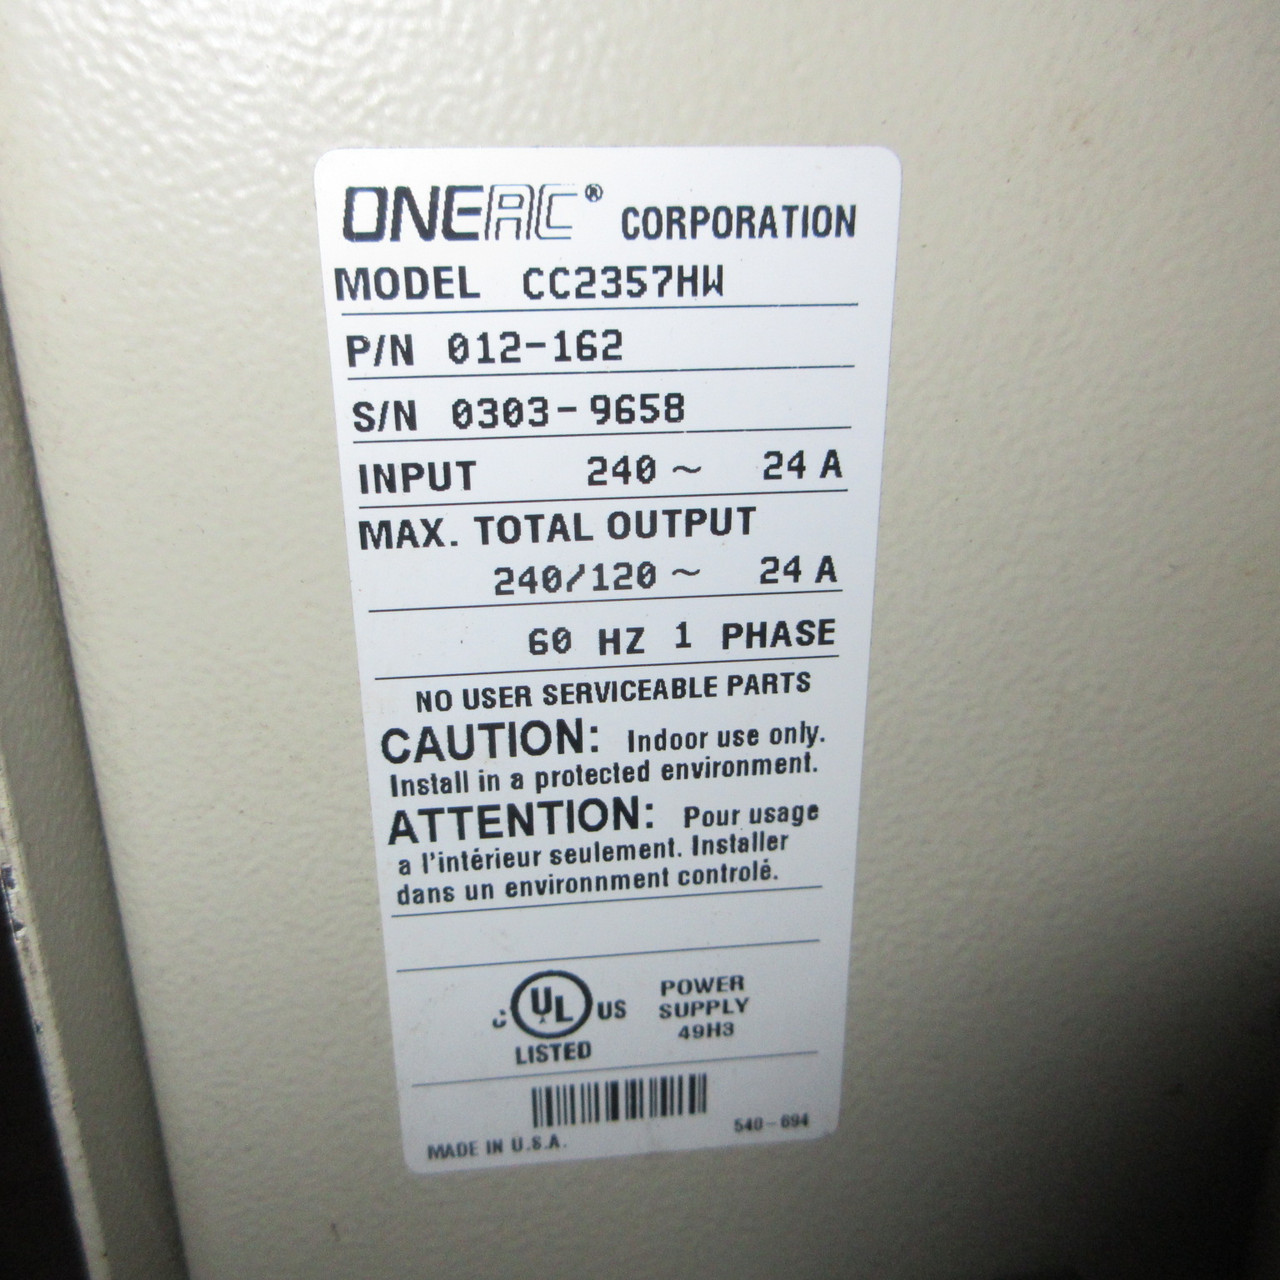 ONEAC® CORPORATION
MODEL CC2357HW
P/N 012-162
S/N 0303-9658
INPUT 240 ~ 24 A
MAX. TOTAL OUTPUT
240/120 ~ 24 A
60 HZ 1 PHASE
NO USER SERVICEABLE PARTS
CAUTION: Indoor use only.
Install in a protected environment.
ATTENTION: Pour usage
a l'intérieur seulement. Installer
dans un environnment controlé.
c UL US
LISTED
POWER
SUPPLY
49H3
MADE IN U.S.A.
540-694